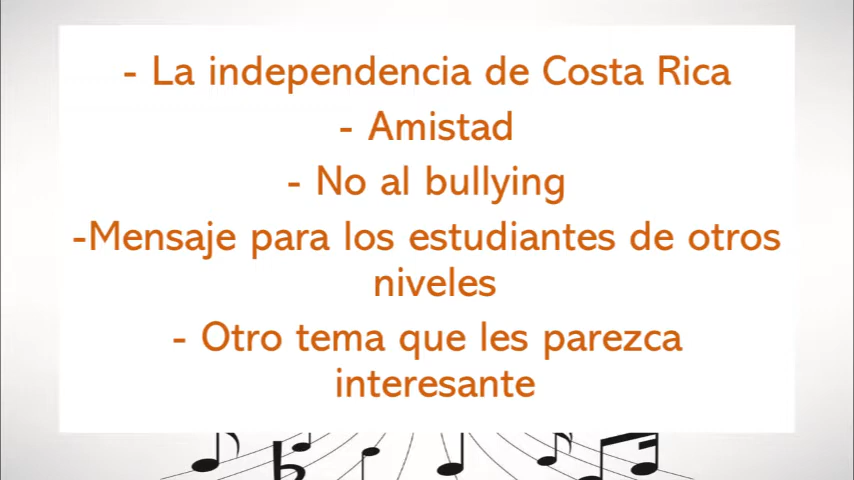 - La independencia de Costa Rica
- Amistad
- No al bullying
-Mensaje para los estudiantes de otros
niveles
- Otro tema que les parezca
interesante